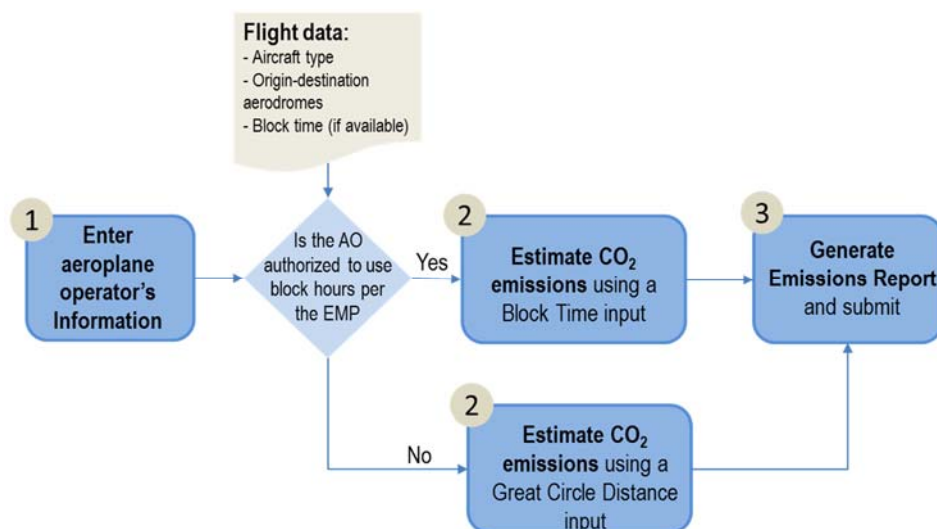 Flight data:
- Aircraft type
- Origin-destination
aerodromes
- Block time (if available)
1
Enter
aeroplane
operator's
Information
Is the AO
authorized to use
block hours per
the EMP
Yes
2
Estimate CO₂
emissions using a
Block Time input
3
Generate
Emissions Report
and submit
No
2
Estimate CO₂
emissions using a
Great Circle Distance
input